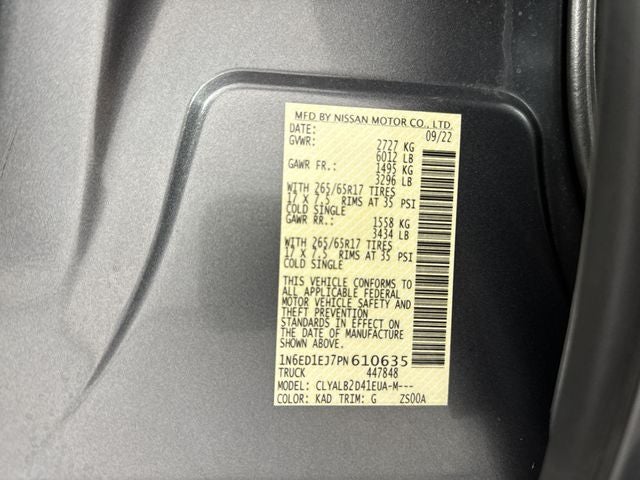 MFD BY NISSAN MOTOR CO., LTD.
DATE: 09/22
GVWR: 2727 KG
6012 LB
GAWR FR.: 1495 KG
3296 LB
WITH 265/65R17 TIRES
17 X 7.5 RIMS AT 35 PSI
COLD SINGLE
GAWR RR.: 1558 KG
3434 LB
WITH 265/65R17 TIRES
17 X 7.5 RIMS AT 35 PSI
COLD SINGLE
THIS VEHICLE CONFORMS TO
ALL APPLICABLE FEDERAL
MOTOR VEHICLE SAFETY AND
THEFT PREVENTION
STANDARDS IN EFFECT ON
THE DATE OF MANUFACTURE
SHOWN ABOVE.
1N6ED1EJ7PN610635
TRUCK 447848
MODEL: CLYALB2D41EUA-M---
COLOR: KAD TRIM: G ZS00A